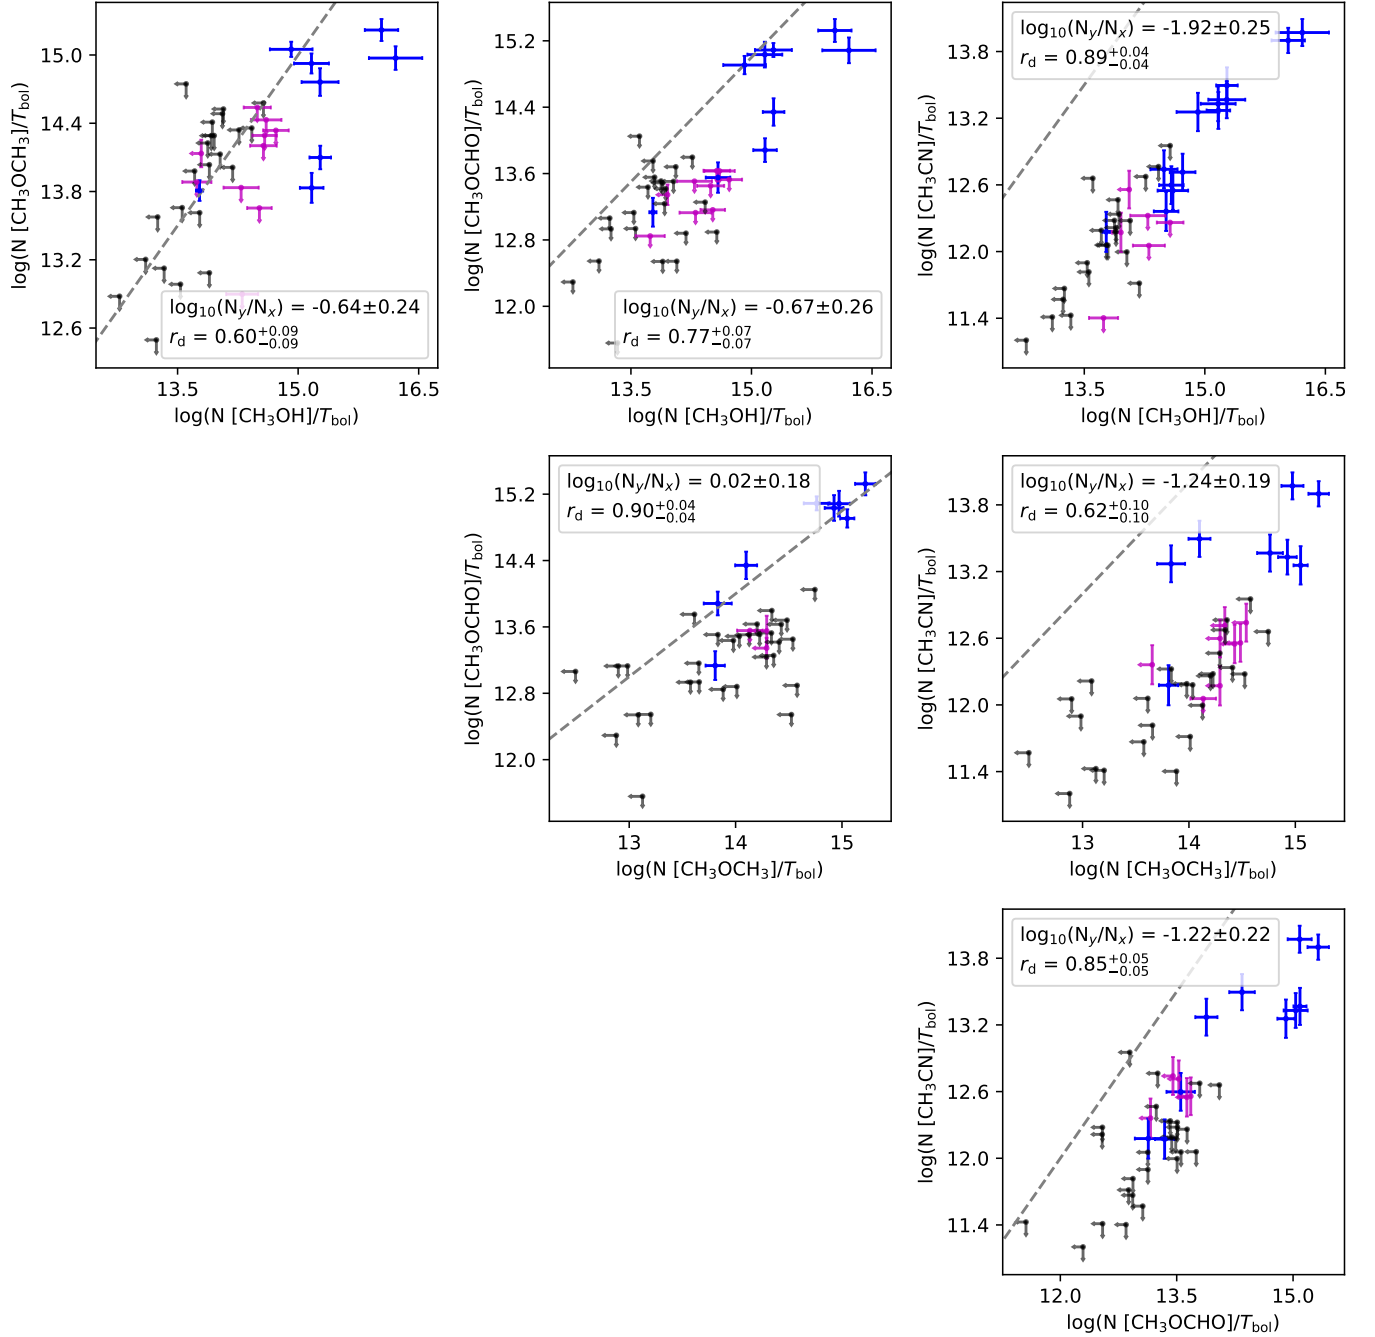 15.0
14.4
13.8
13.2
12.6
log(N [CH₃OCH₃]/T_bol)
log₁₀(N_y/N_x) = -0.64±0.24
r_d = 0.60^{+0.09}_{−0.09}
13.5 15.0 16.5
log(N [CH₃OH]/T_bol)
15.2
14.4
13.6
12.8
12.0
log(N [CH₃OCHO]/T_bol)
log₁₀(N_y/N_x) = -0.67±0.26
r_d = 0.77^{+0.07}_{−0.07}
13.5 15.0 16.5
log(N [CH₃OH]/T_bol)
13.8
13.2
12.6
12.0
11.4
log(N [CH₃CN]/T_bol)
log₁₀(N_y/N_x) = -1.92±0.25
r_d = 0.89^{+0.04}_{−0.04}
13.5 15.0 16.5
log(N [CH₃OH]/T_bol)
15.2
14.4
13.6
12.8
12.0
log(N [CH₃OCHO]/T_bol)
log₁₀(N_y/N_x) = 0.02±0.18
r_d = 0.90^{+0.04}_{−0.04}
13 14 15
log(N [CH₃OCH₃]/T_bol)
13.8
13.2
12.6
12.0
11.4
log(N [CH₃CN]/T_bol)
log₁₀(N_y/N_x) = -1.24±0.19
r_d = 0.62^{+0.10}_{−0.10}
13 14 15
log(N [CH₃OCH₃]/T_bol)
13.8
13.2
12.6
12.0
11.4
log(N [CH₃CN]/T_bol)
log₁₀(N_y/N_x) = -1.22±0.22
r_d = 0.85^{+0.05}_{−0.05}
12.0 13.5 15.0
log(N [CH₃OCHO]/T_bol)